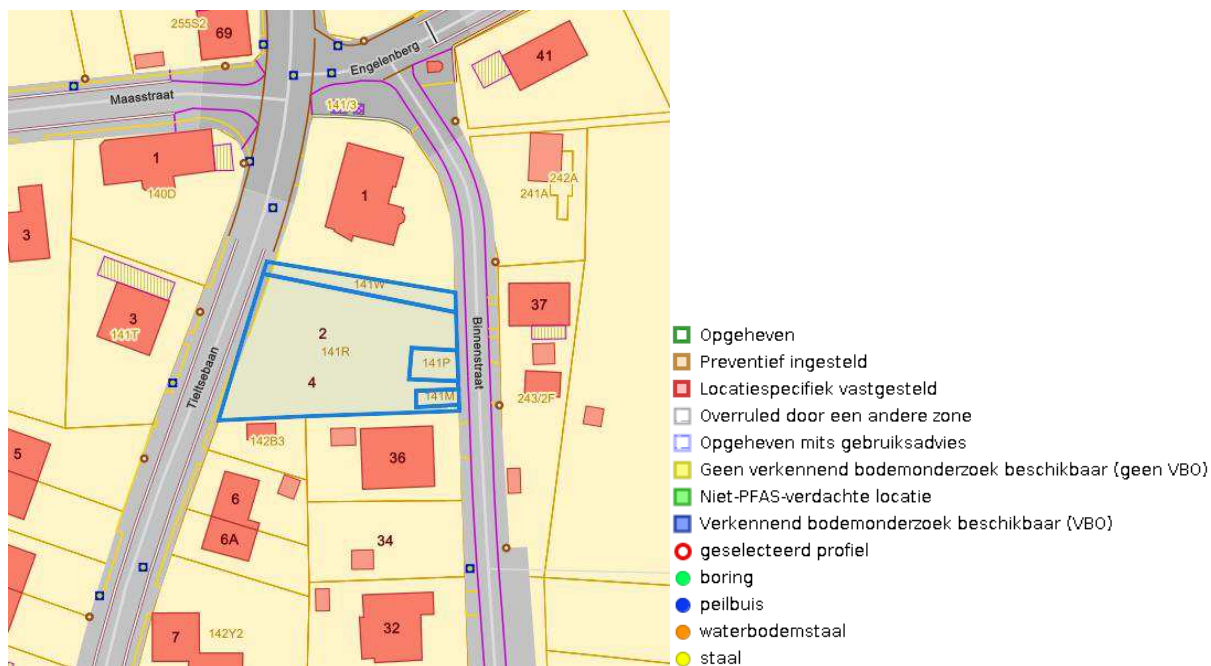 255S2
69
Engelenberg
41
Maasstraat
141/3
1
140D
1
242A
241A
3
141W
37
3
141T
2
141R
141P
4
141M
Tieltsebaan
Binnenstraat
243/2F
142B3
5
36
6
6A
34
7
142Y2
32
Opgeheven
Preventief ingesteld
Locatiespecifiek vastgesteld
Overruled door een andere zone
Opgeheven mits gebruiksadvies
Geen verkennend bodemonderzoek beschikbaar (geen VBO)
Niet-PFAS-verdachte locatie
Verkennend bodemonderzoek beschikbaar (VBO)
geselecteerd profiel
boring
peilbuis
waterbodemstaal
staal